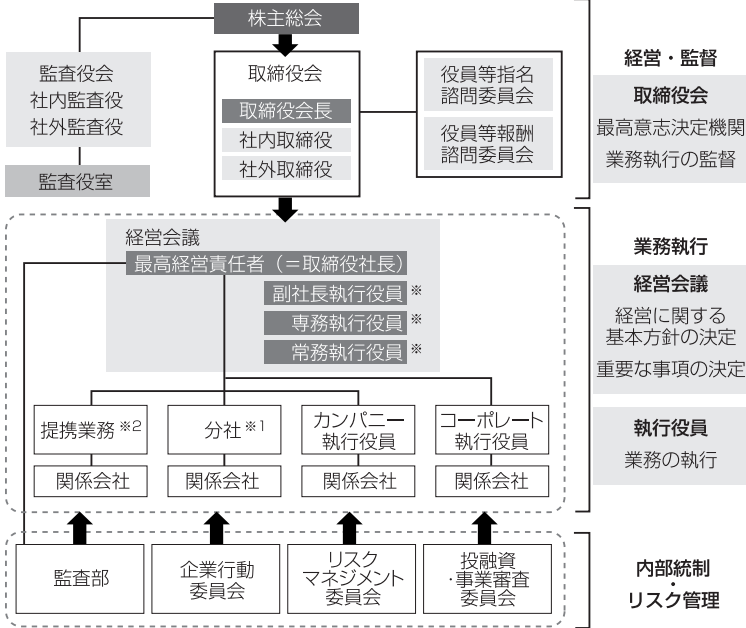 株主総会
監査役会
社内監査役
社外監査役
監査役室
取締役会
取締役会長
社内取締役
社外取締役
役員等指名
諮問委員会
役員等報酬
諮問委員会
経営・監督
取締役会
最高意志決定機関
業務執行の監督
経営会議
最高経営責任者（＝取締役社長）
副社長執行役員※
専務執行役員※
常務執行役員※
提携業務※2
分社※1
カンパニー
執行役員
コーポレート
執行役員
関係会社
関係会社
関係会社
関係会社
業務執行
経営会議
経営に関する
基本方針の決定
重要な事項の決定
執行役員
業務の執行
監査部
企業行動
委員会
リスク
マネジメント
委員会
投融資
・事業審査
委員会
内部統制
・
リスク管理